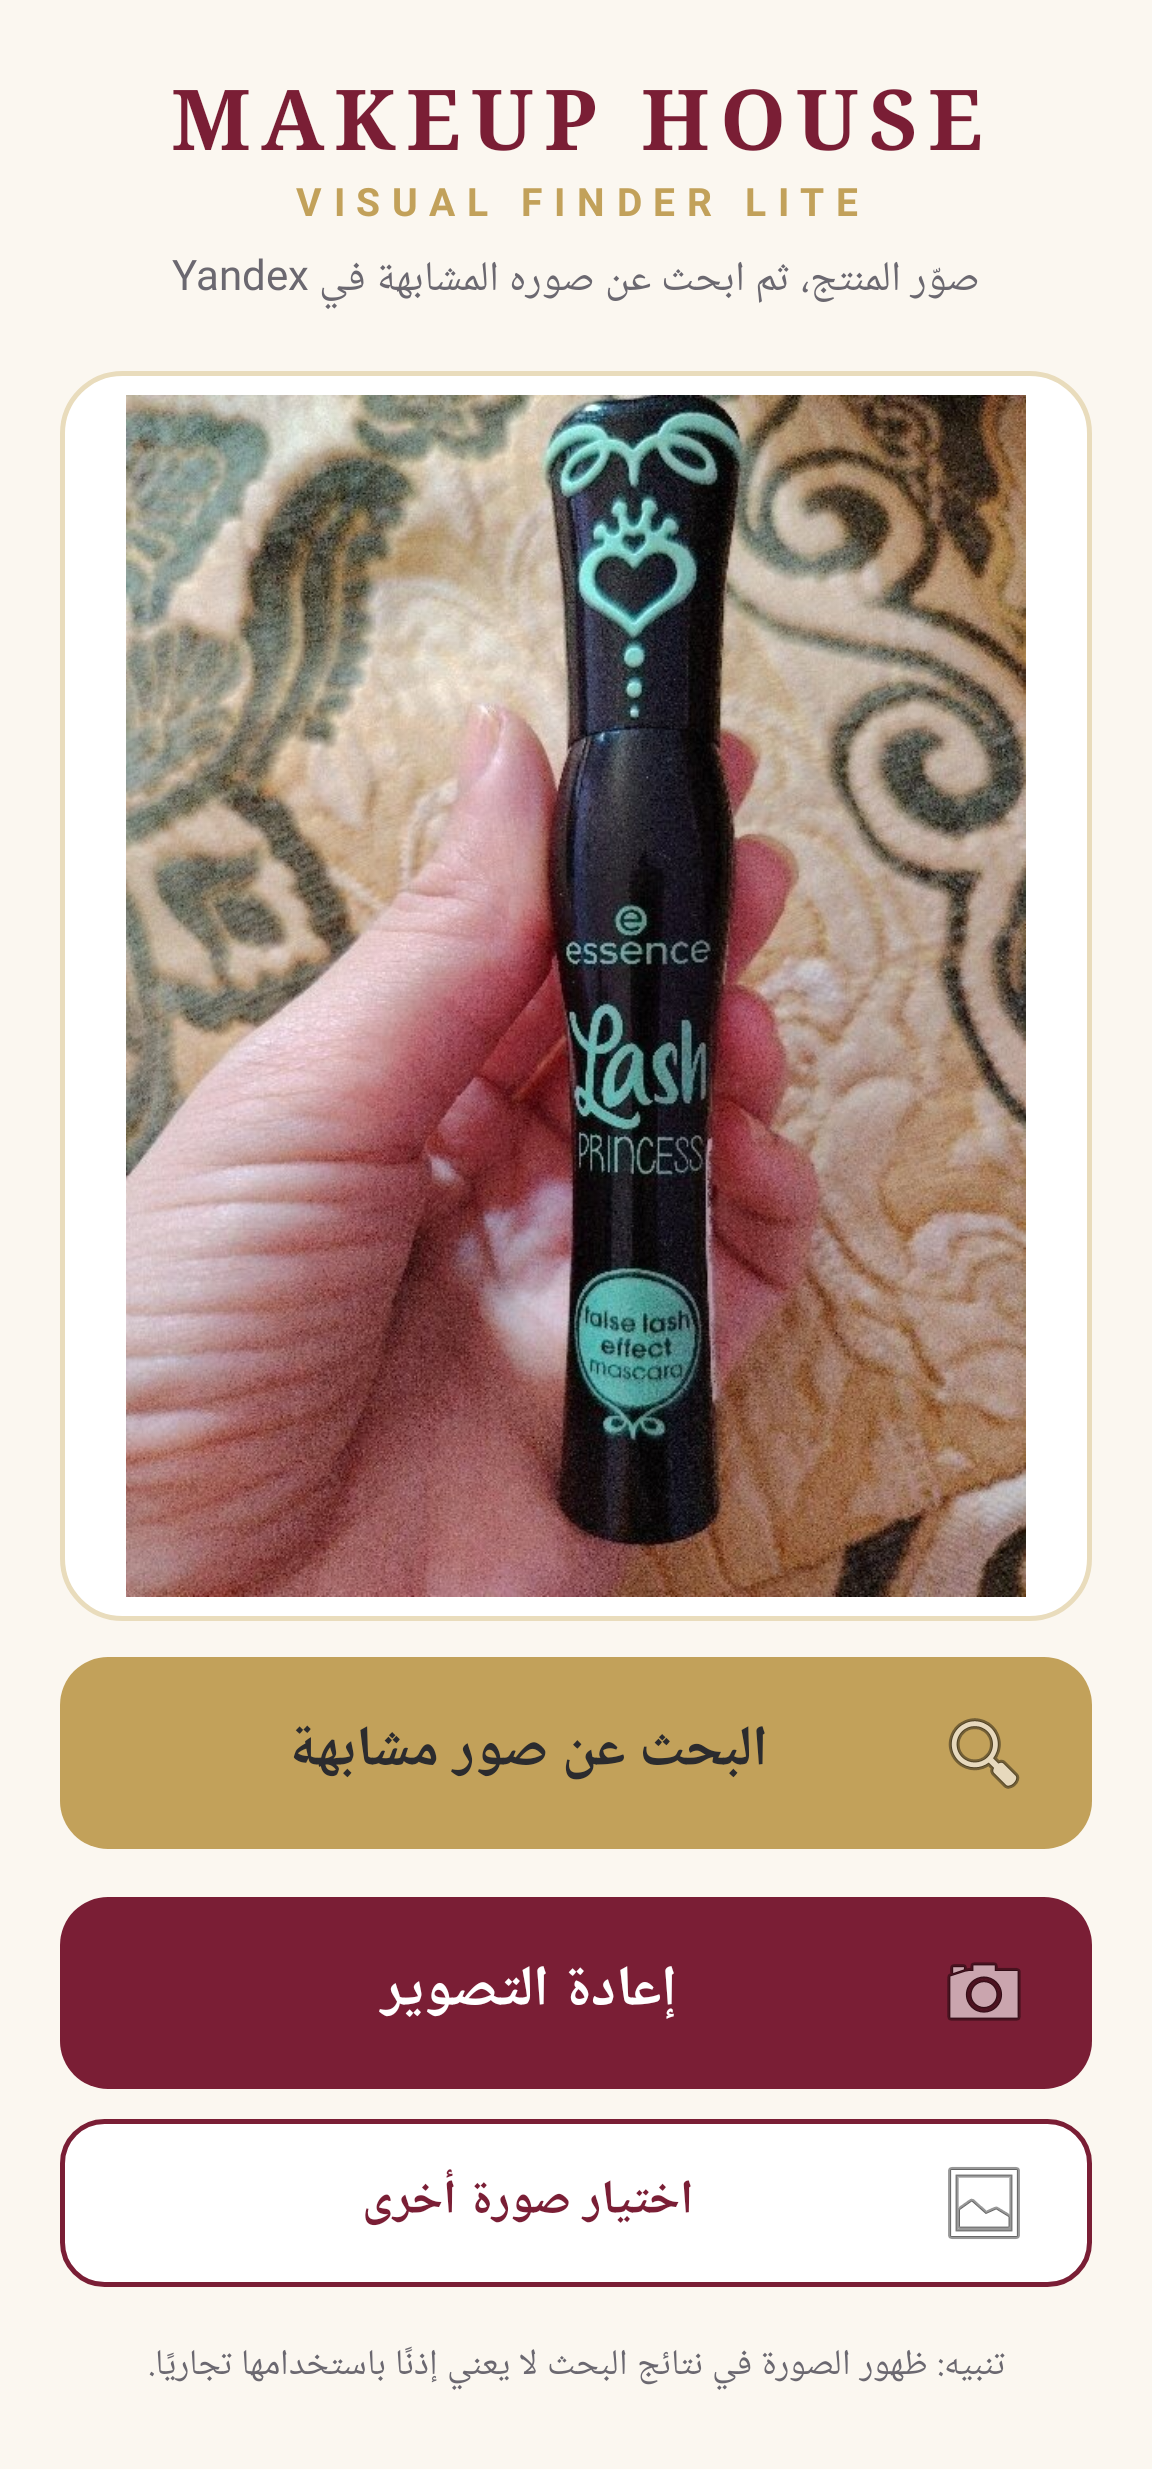 MAKEUP HOUSE
VISUAL FINDER LITE
صوّر المنتج، ثم ابحث عن صوره المشابهة في Yandex
e
essence
Lash
PRINCESS
false lash
effect
mascara
البحث عن صور مشابهة
إعادة التصوير
اختيار صورة أخرى
تنبيه: ظهور الصورة في نتائج البحث لا يعني إذنًا باستخدامها تجاريًا.